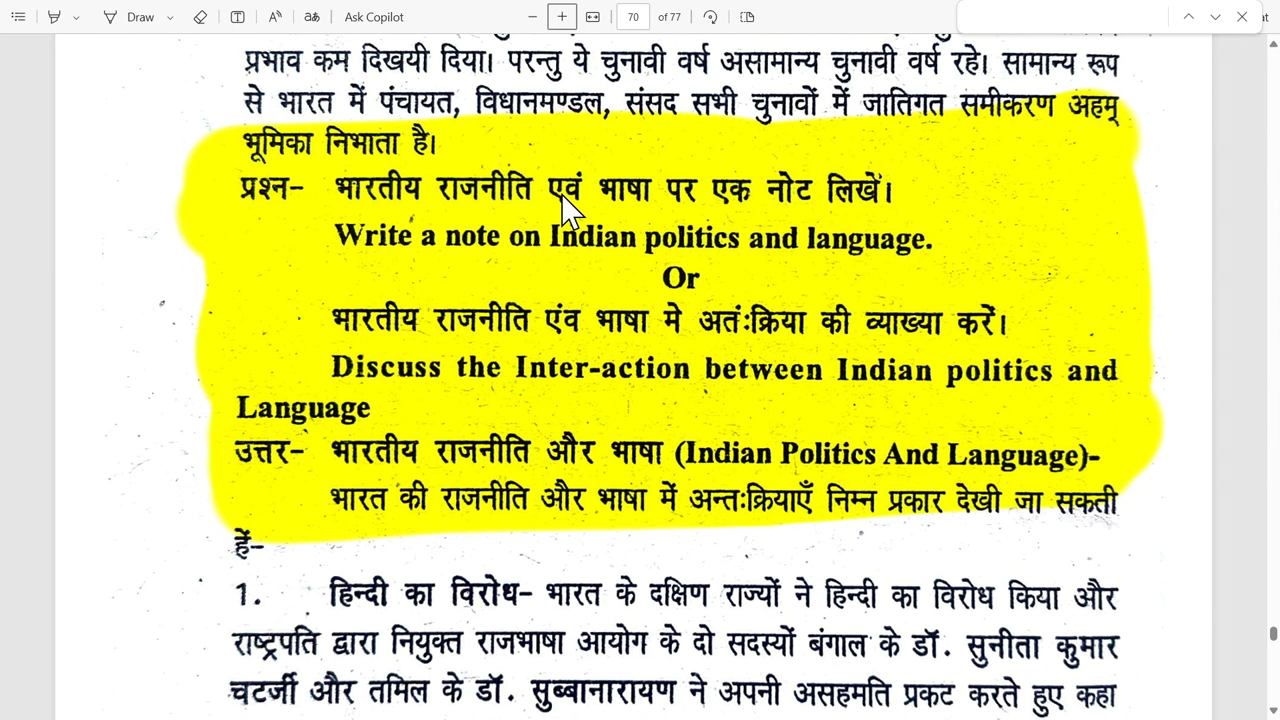 Draw
Ask Copilot
70 of 77
प्रभाव कम दिखयी दिया। परन्तु ये चुनावी वर्ष असामान्य चुनावी वर्ष रहे। सामान्य रूप
से भारत में पंचायत, विधानमण्डल, संसद सभी चुनावों में जातिगत समीकरण अहम्
भूमिका निभाता है।
प्रश्न- भारतीय राजनीति एवं भाषा पर एक नोट लिखें।
Write a note on Indian politics and language.
Or
भारतीय राजनीति एंव भाषा मे अतंःक्रिया की व्याख्या करें।
Discuss the Inter-action between Indian politics and
Language
उत्तर- भारतीय राजनीति और भाषा (Indian Politics And Language)-
भारत की राजनीति और भाषा में अन्तःक्रियाएँ निम्न प्रकार देखी जा सकती
हैं-
1. हिन्दी का विरोध- भारत के दक्षिण राज्यों ने हिन्दी का विरोध किया और
राष्ट्रपति द्वारा नियुक्त राजभाषा आयोग के दो सदस्यों बंगाल के डॉ. सुनीता कुमार
चटर्जी और तमिल के डॉ. सुब्बानारायण ने अपनी असहमति प्रकट करते हुए कहा